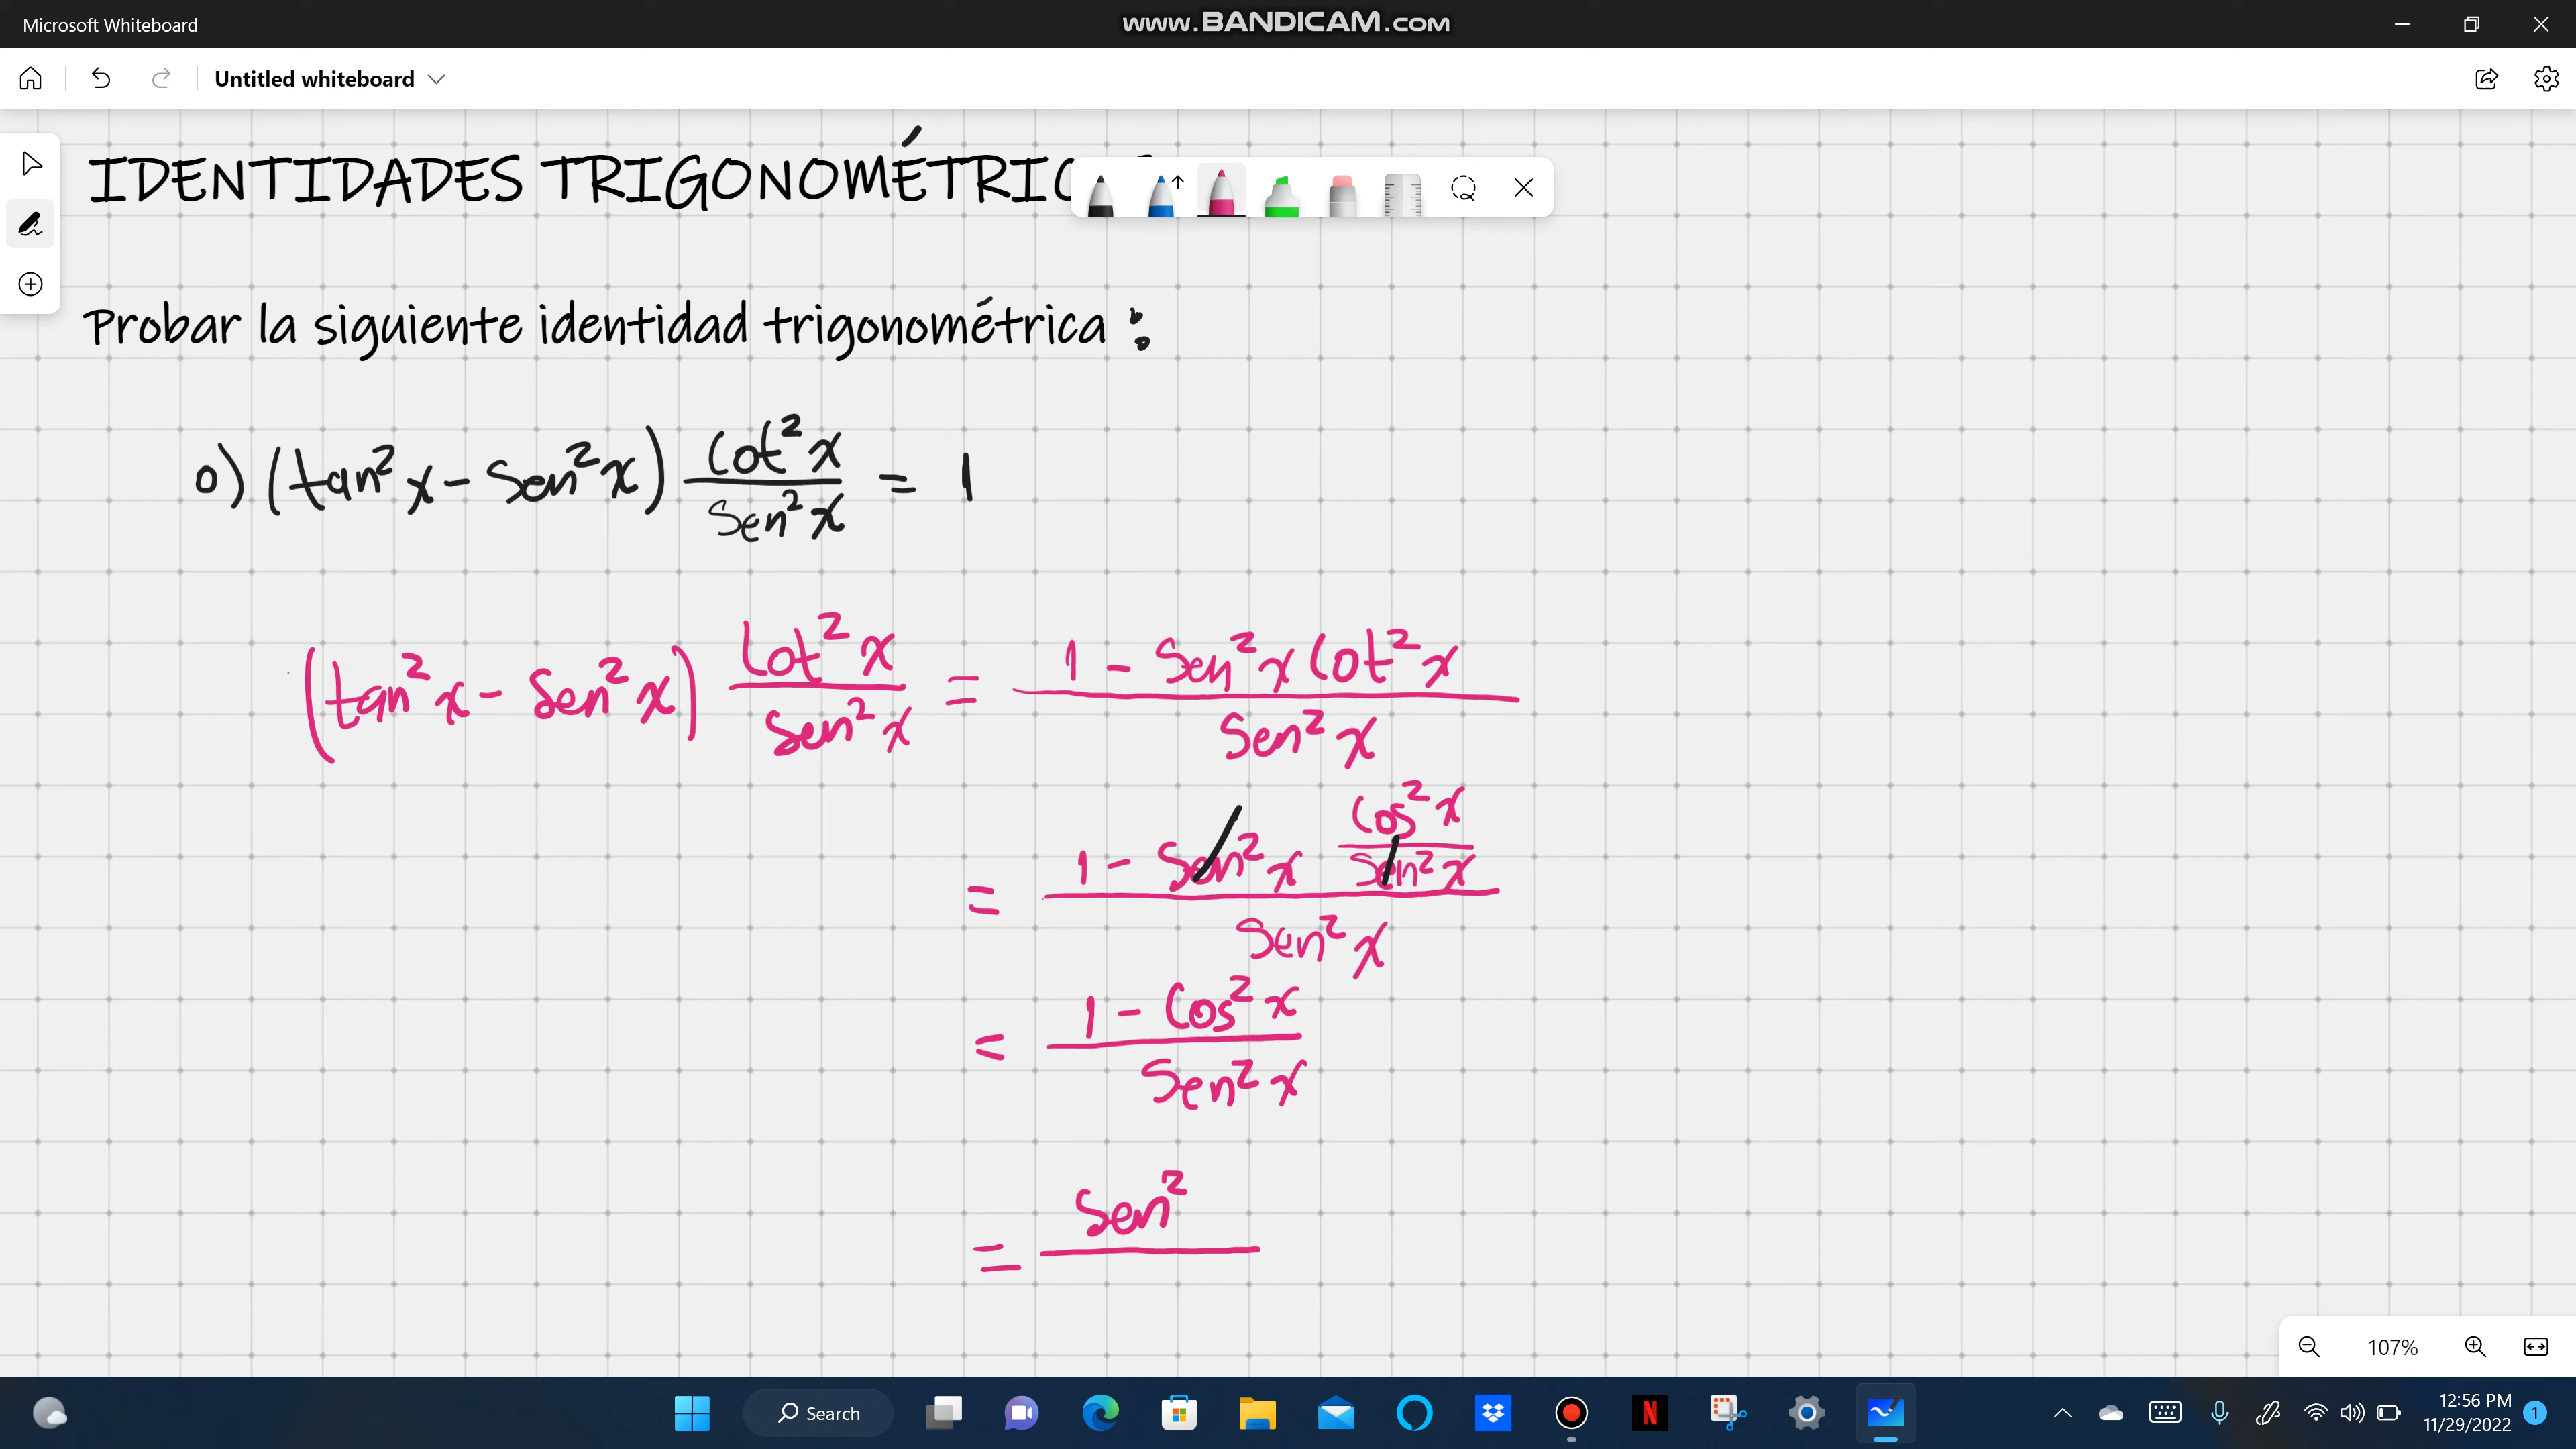 Microsoft Whiteboard
www.BANDICAM.com
Untitled whiteboard
IDENTIDADES TRIGONOMÉTRIC
Probar la siguiente identidad trigonométrica :
o) (tan²x - Sen²x) Cot²x / Sen²x = 1
(tan²x - Sen²x) Cot²x / Sen²x = 1 - Sen²x Cot²x / Sen²x
= 1 - Sen²x Cos²x / Sen²x / Sen²x
= 1 - Cos²x / Sen²x
= Sen²
107%
Search
12:56 PM
11/29/2022
1